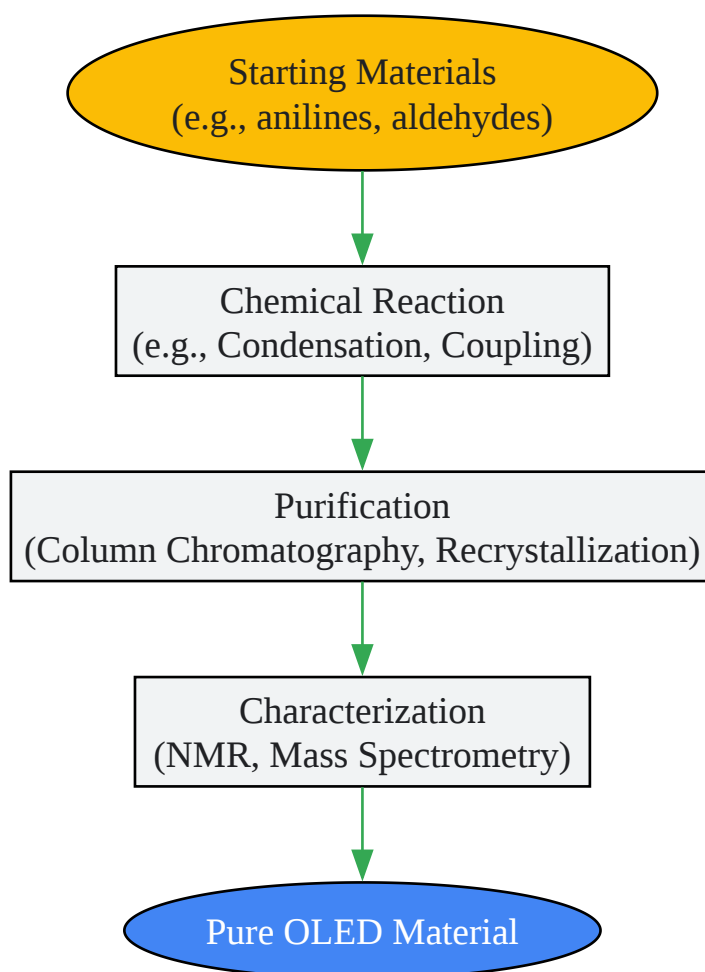 Starting Materials
(e.g., anilines, aldehydes)
Chemical Reaction
(e.g., Condensation, Coupling)
Purification
(Column Chromatography, Recrystallization)
Characterization
(NMR, Mass Spectrometry)
Pure OLED Material